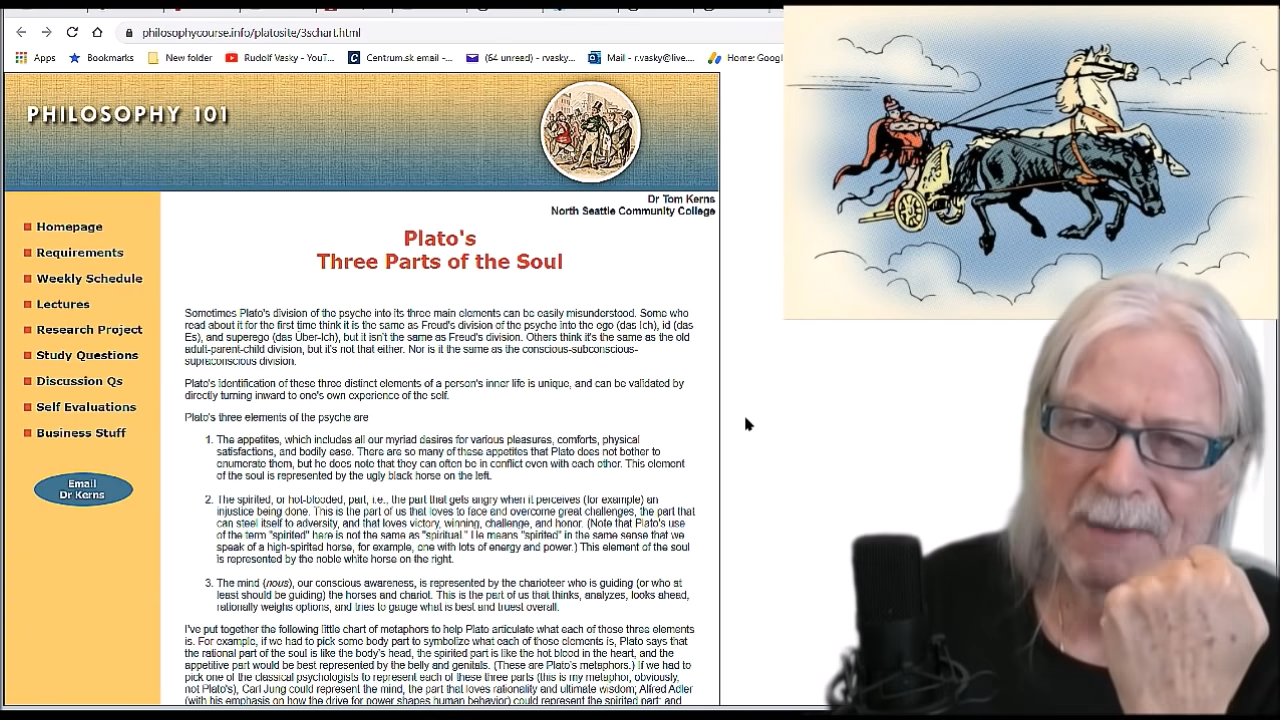 philosophycourse.info/platosite/3schart.html
Apps Bookmarks New folder Rudolf Vasky - YouT... Centrum.sk email -... (64 unread) - rvasky... Mail - r.vasky@live.... Home: Googl
PHILOSOPHY 101
Dr Tom Kerns
North Seattle Community College
Homepage
Requirements
Weekly Schedule
Lectures
Research Project
Study Questions
Discussion Qs
Self Evaluations
Business Stuff
Email
Dr Kerns
Plato's
Three Parts of the Soul
Sometimes Plato's division of the psyche into its three main elements can be easily misunderstood. Some who
read about it for the first time think it is the same as Freud's division of the psyche into the ego (das Ich), id (das
Es), and superego (das Über-Ich), but it isn't the same as Freud's division. Others think it's the same as the old
adult-parent-child division, but it's not that either. Nor is it the same as the conscious-subconscious-
supraconscious division.
Plato's identification of these three distinct elements of a person's inner life is unique, and can be validated by
directly turning inward to one's own experience of the self.
Plato's three elements of the psyche are
1. The appetites, which includes all our myriad desires for various pleasures, comforts, physical
satisfactions, and bodily ease. There are so many of these appetites that Plato does not bother to
enumerate them, but he does note that they can often be in conflict even with each other. This element
of the soul is represented by the ugly black horse on the left.
2. The spirited, or hot-blooded, part, i.e., the part that gets angry when it perceives (for example) an
injustice being done. This is the part of us that loves to face and overcome great challenges, the part that
can steel itself to adversity, and that loves victory, winning, challenge, and honor. (Note that Plato's use
of the term "spirited" here is not the same as "spiritual." He means "spirited" in the same sense that we
speak of a high-spirited horse, for example, one with lots of energy and power.) This element of the soul
is represented by the noble white horse on the right.
3. The mind (nous), our conscious awareness, is represented by the charioteer who is guiding (or who at
least should be guiding) the horses and chariot. This is the part of us that thinks, analyzes, looks ahead,
rationally weighs options, and tries to gauge what is best and truest overall.
I've put together the following little chart of metaphors to help Plato articulate what each of those three elements
is. For example, if we had to pick some body part to symbolize what each of those elements is, Plato says that
the rational part of the soul is like the body's head, the spirited part is like the hot blood in the heart, and the
appetitive part would be best represented by the belly and genitals. (These are Plato's metaphors.) If we had to
pick one of the classical psychologists to represent each of these three parts (this is my metaphor, obviously,
not Plato's), Carl Jung could represent the mind, the part that loves rationality and ultimate wisdom; Alfred Adler
(with his emphasis on how the drive for power shapes human behavior) could represent the spirited part; and